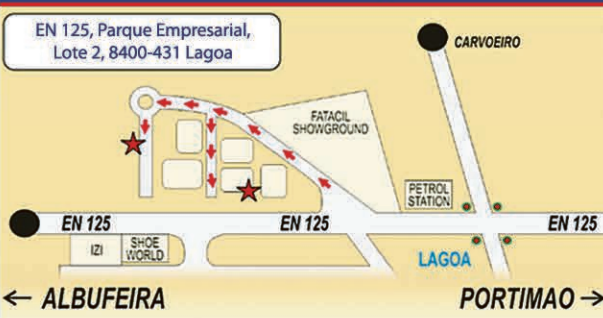 EN 125, Parque Empresarial,
Lote 2, 8400-431 Lagoa
CARVOEIRO
FATACIL
SHOWGROUND
PETROL
STATION
EN 125
EN 125
EN 125
IZI
SHOE
WORLD
LAGOA
← ALBUFEIRA
PORTIMAO →